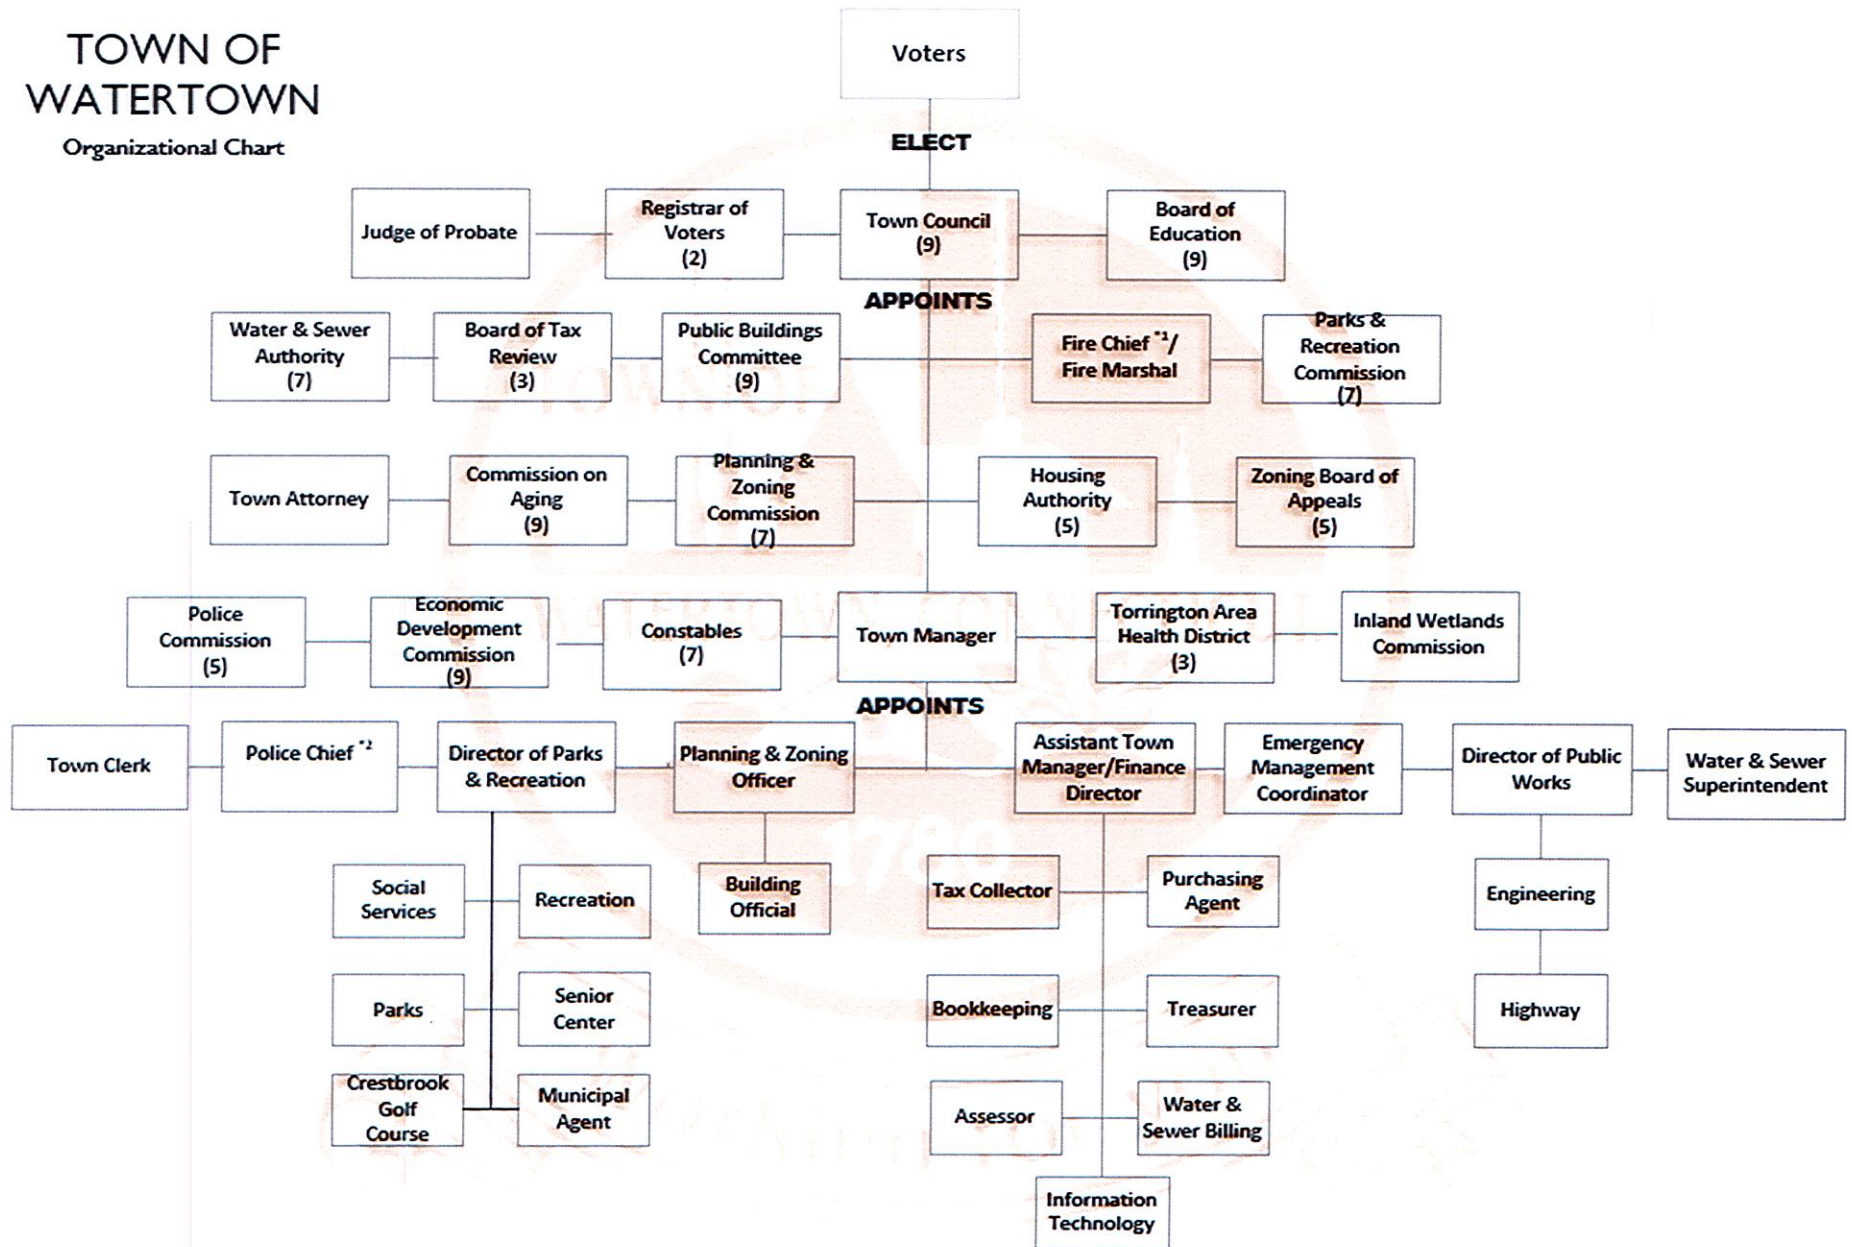 TOWN OF
WATERTOWN
Organizational Chart
Voters
ELECT
Judge of Probate
Registrar of
Voters
(2)
Town Council
(9)
Board of
Education
(9)
APPOINTS
Water & Sewer
Authority
(7)
Board of Tax
Review
(3)
Public Buildings
Committee
(9)
Fire Chief *1/
Fire Marshal
Parks &
Recreation
Commission
(7)
Town Attorney
Commission on
Aging
(9)
Planning &
Zoning
Commission
(7)
Housing
Authority
(5)
Zoning Board of
Appeals
(5)
Police
Commission
(5)
Economic
Development
Commission
(9)
Constables
(7)
Town Manager
Torrington Area
Health District
(3)
Inland Wetlands
Commission
APPOINTS
Town Clerk
Police Chief *2
Director of Parks
& Recreation
Planning & Zoning
Officer
Assistant Town
Manager/Finance
Director
Emergency
Management
Coordinator
Director of Public
Works
Water & Sewer
Superintendent
Social
Services
Recreation
Building
Official
Tax Collector
Purchasing
Agent
Engineering
Parks
Senior
Center
Bookkeeping
Treasurer
Highway
Crestbrook
Golf
Course
Municipal
Agent
Assessor
Water &
Sewer Billing
Information
Technology
TOWN OF
WATERTOWN CONNECTICUT
1780